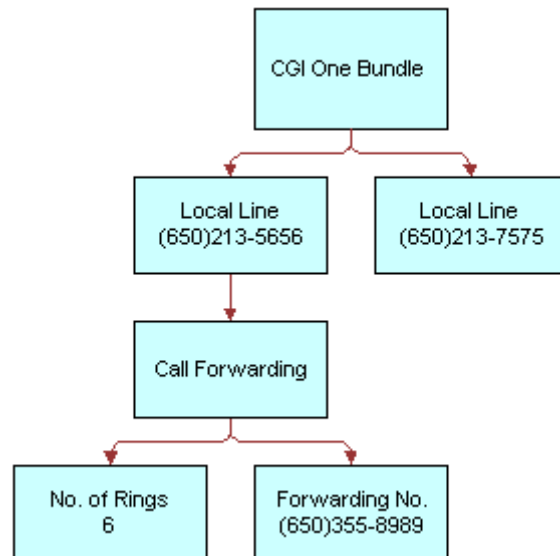 CGI One Bundle
Local Line
(650)213-5656
Local Line
(650)213-7575
Call Forwarding
No. of Rings
6
Forwarding No.
(650)355-8989